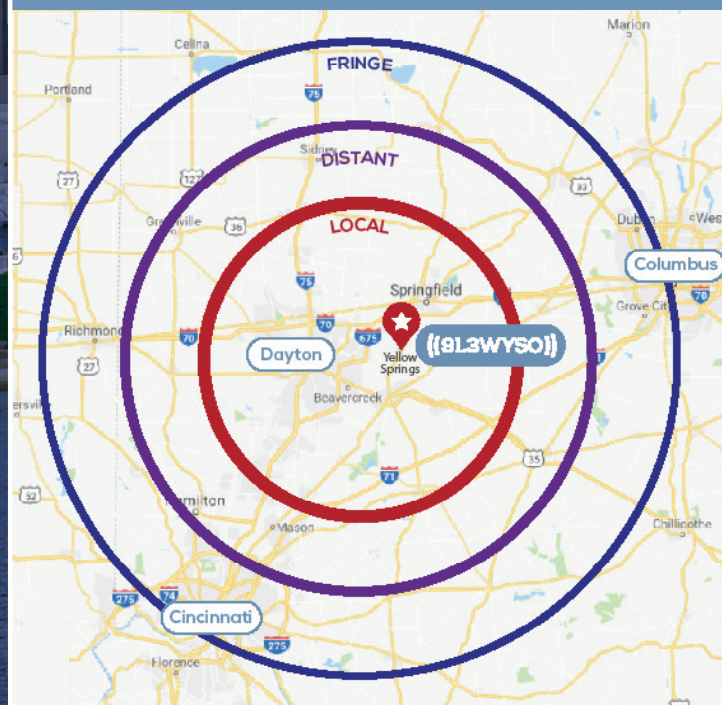 Marion
Celina
FRINGE
Portland
75
Sidney
DISTANT
27
127
33
Greenville
36
LOCAL
Dublin
Columbus
75
Springfield
70
Grove City
Richmond
70
70
675
((91.3WYSO))
Dayton
Yellow
Springs
27
Beavercreek
35
71
52
Hamilton
Mason
Chillicothe
275
74
Cincinnati
275
Florence